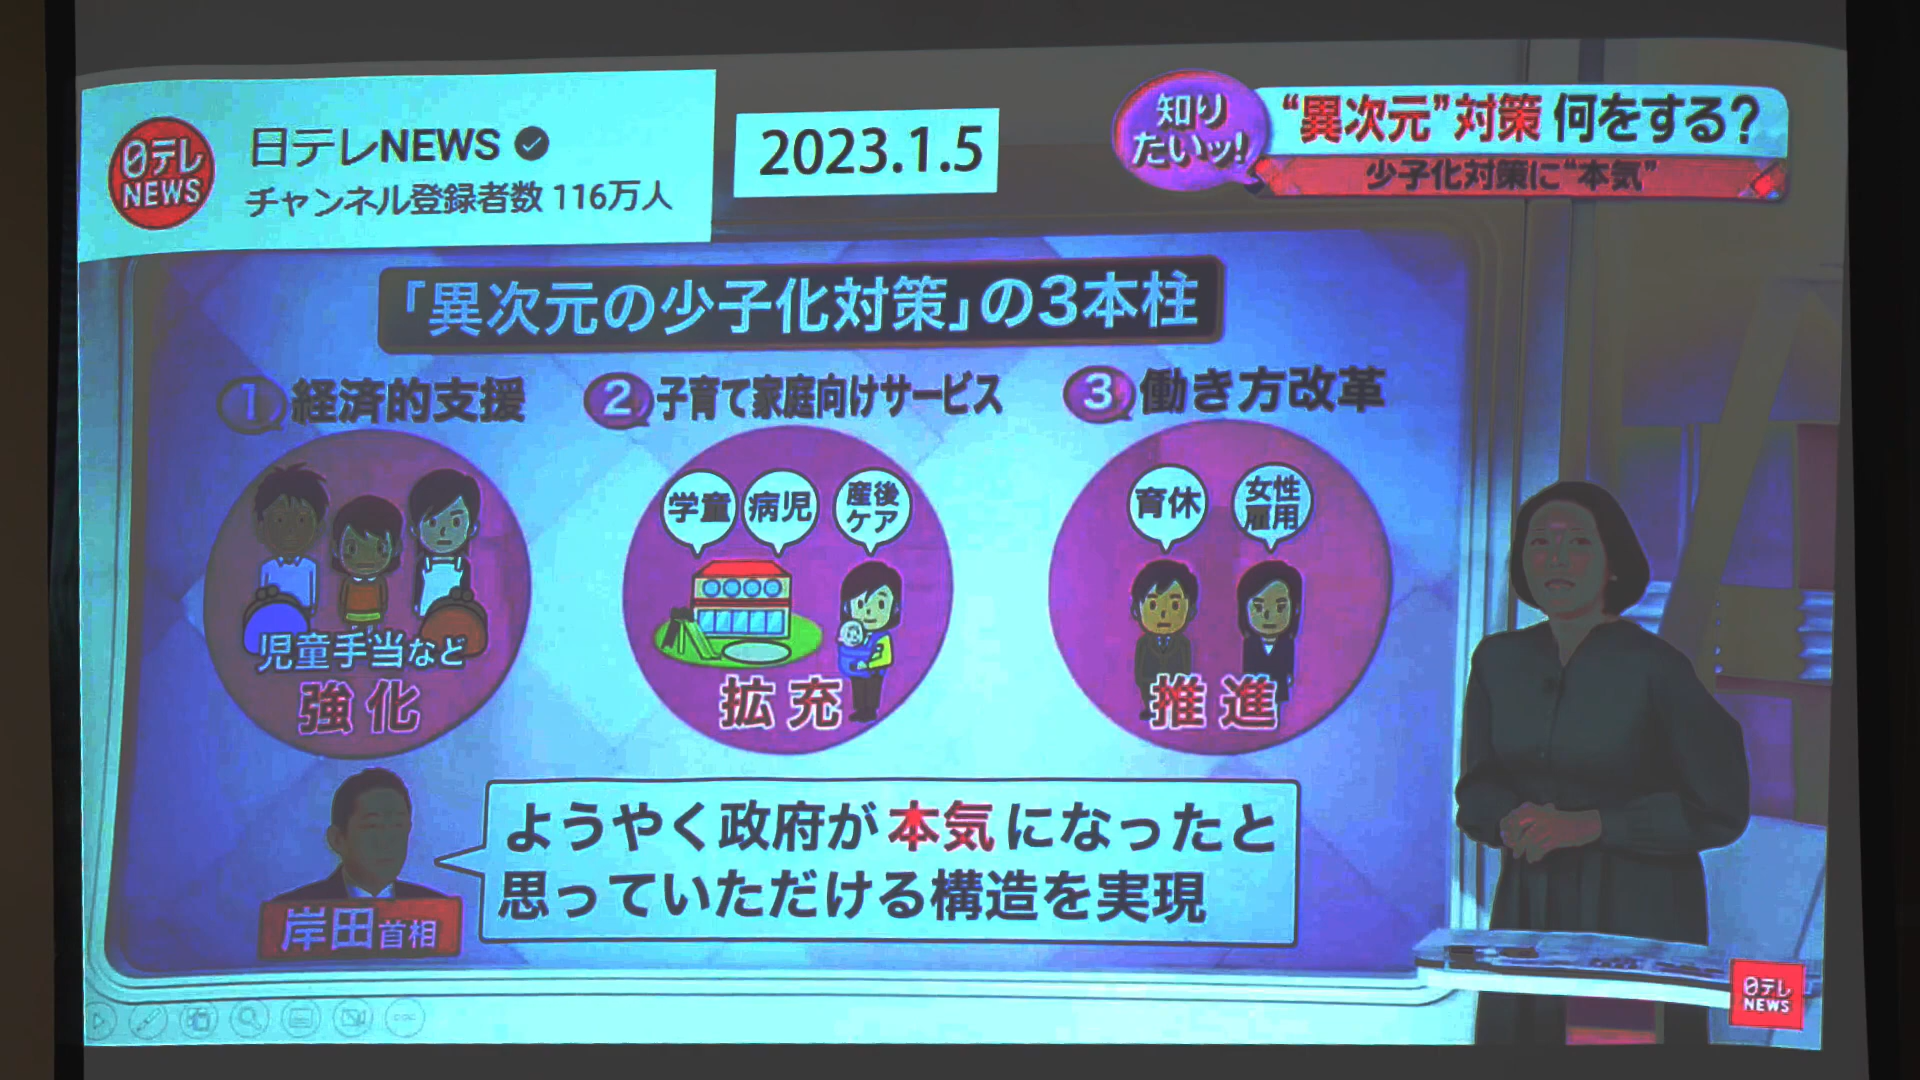 日テレ
NEWS
日テレNEWS
チャンネル登録者数 116万人
2023.1.5
知り
たいッ!
“異次元”対策 何をする?
少子化対策に“本気”
「異次元の少子化対策」の3本柱
1 経済的支援
2 子育て家庭向けサービス
3 働き方改革
学童
病児
産後
ケア
育休
女性
雇用
児童手当など
強化
拡充
推進
ようやく政府が本気になったと
思っていただける構造を実現
岸田首相
日テレ
NEWS